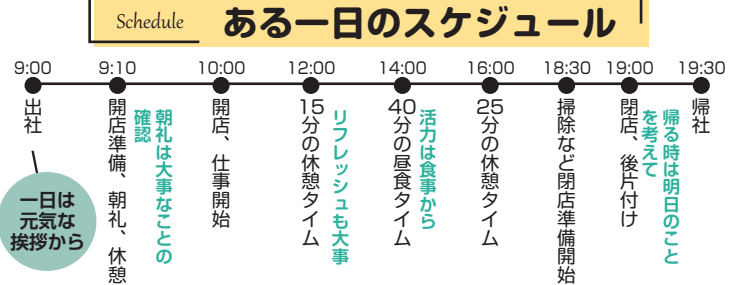 Schedule
ある一日のスケジュール
9:00
出社
一日は
元気な
挨拶から
9:10
開店準備、朝礼、休憩
朝礼は大事なことの
確認
10:00
開店、仕事開始
12:00
15分の休憩タイム
リフレッシュも大事
14:00
40分の昼食タイム
活力は食事から
16:00
25分の休憩タイム
18:30
掃除など閉店準備開始
19:00
閉店、後片付け
帰る時は明日のこと
を考えて
19:30
帰社